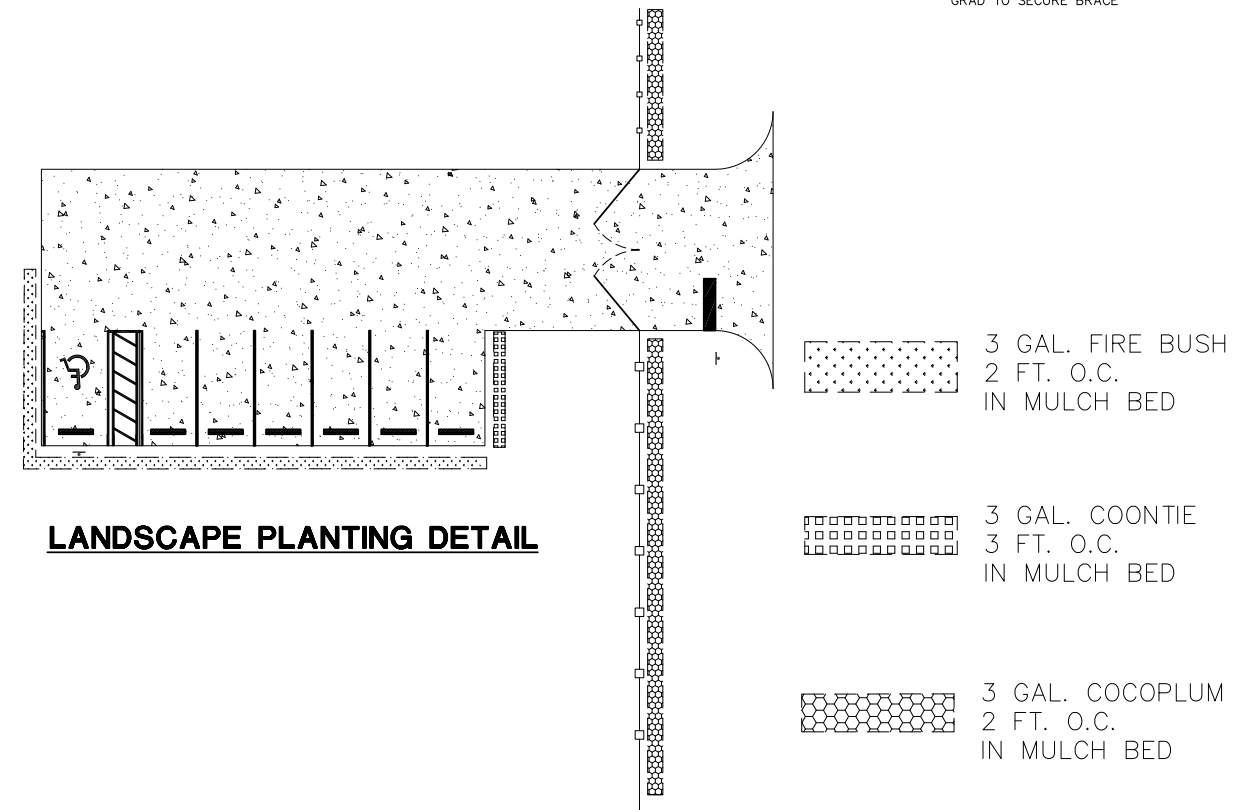 GRAD TO SECURE BRACE
3 GAL. FIRE BUSH
2 FT. O.C.
IN MULCH BED
LANDSCAPE PLANTING DETAIL
3 GAL. COONTIE
3 FT. O.C.
IN MULCH BED
3 GAL. COCOPLUM
2 FT. O.C.
IN MULCH BED